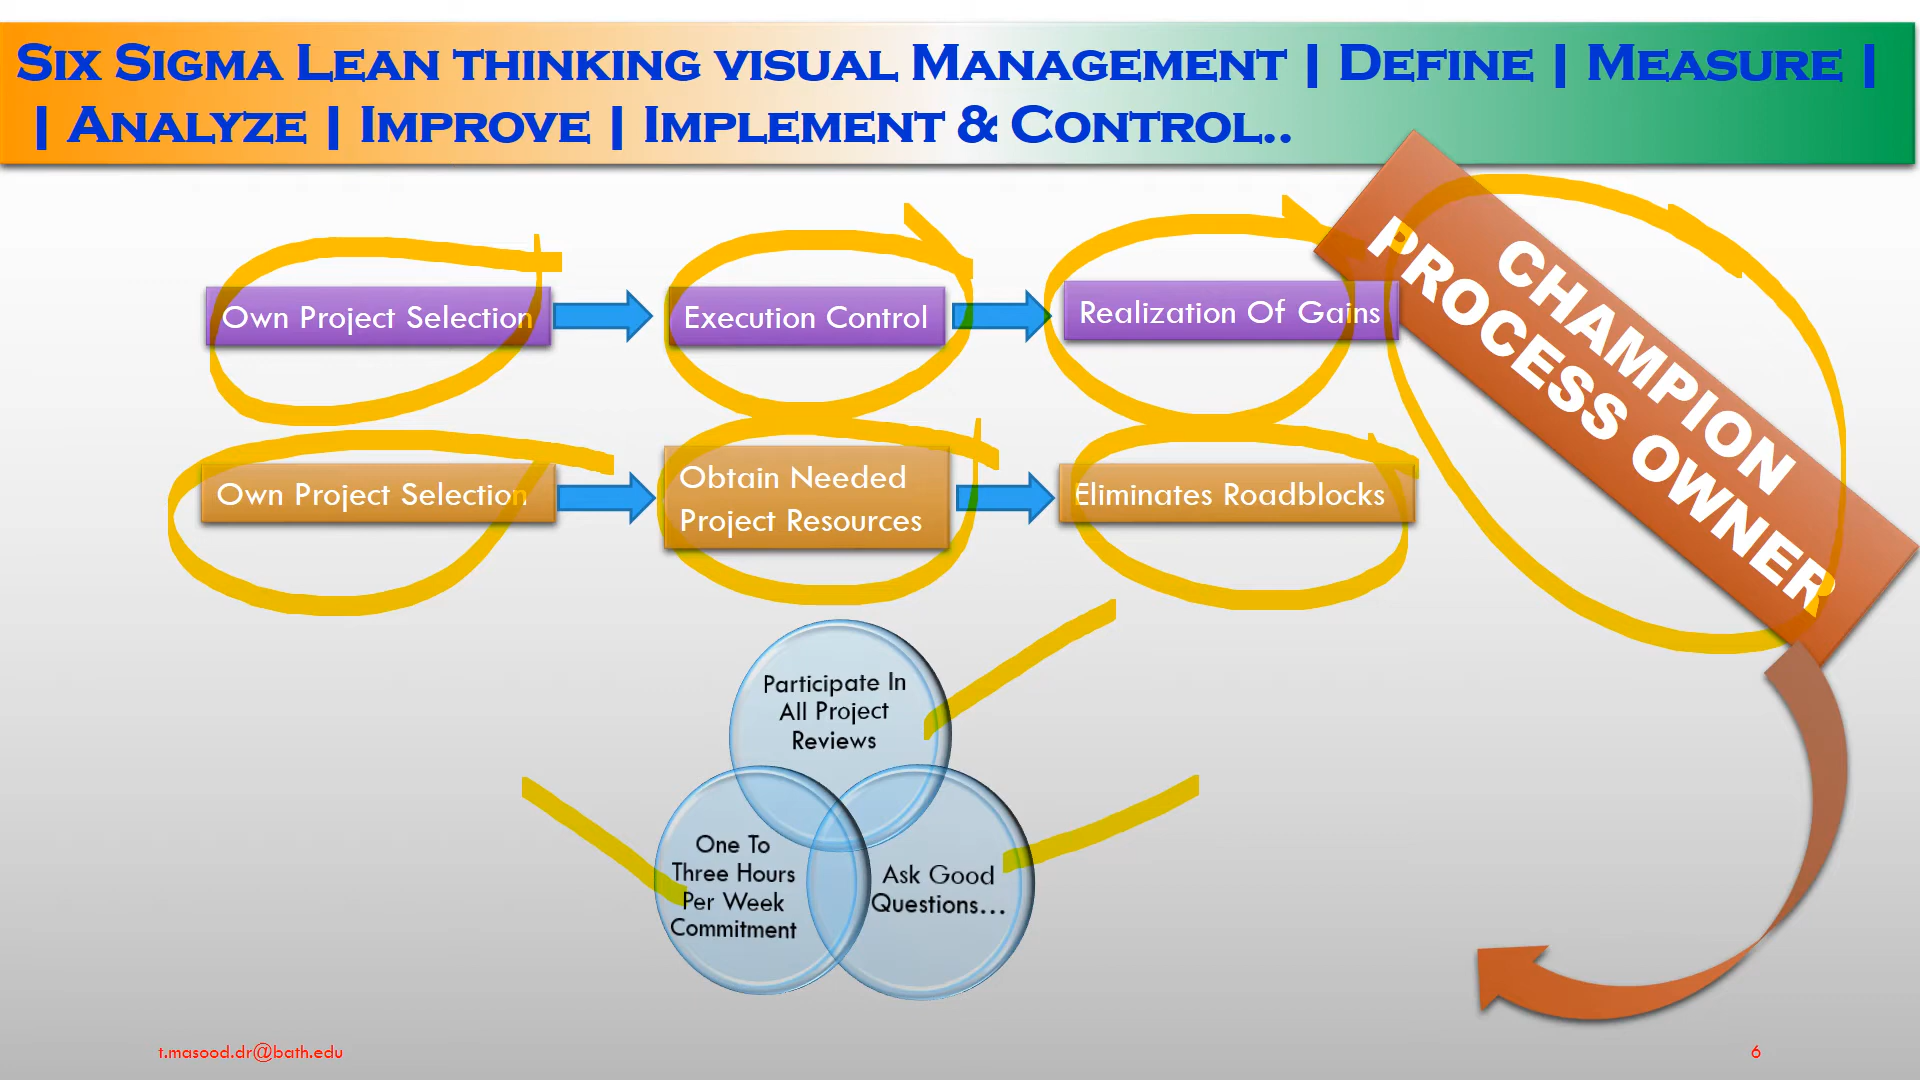 Six Sigma Lean thinking visual Management | Define | Measure |
| Analyze | Improve | Implement & Control..
CHAMPION
PROCESS OWNER
Own Project Selection
Execution Control
Realization Of Gains
Own Project Selection
Obtain Needed
Project Resources
Eliminates Roadblocks
Participate In
All Project
Reviews
One To
Three Hours
Per Week
Commitment
Ask Good
Questions…
t.masood.dr@bath.edu
6